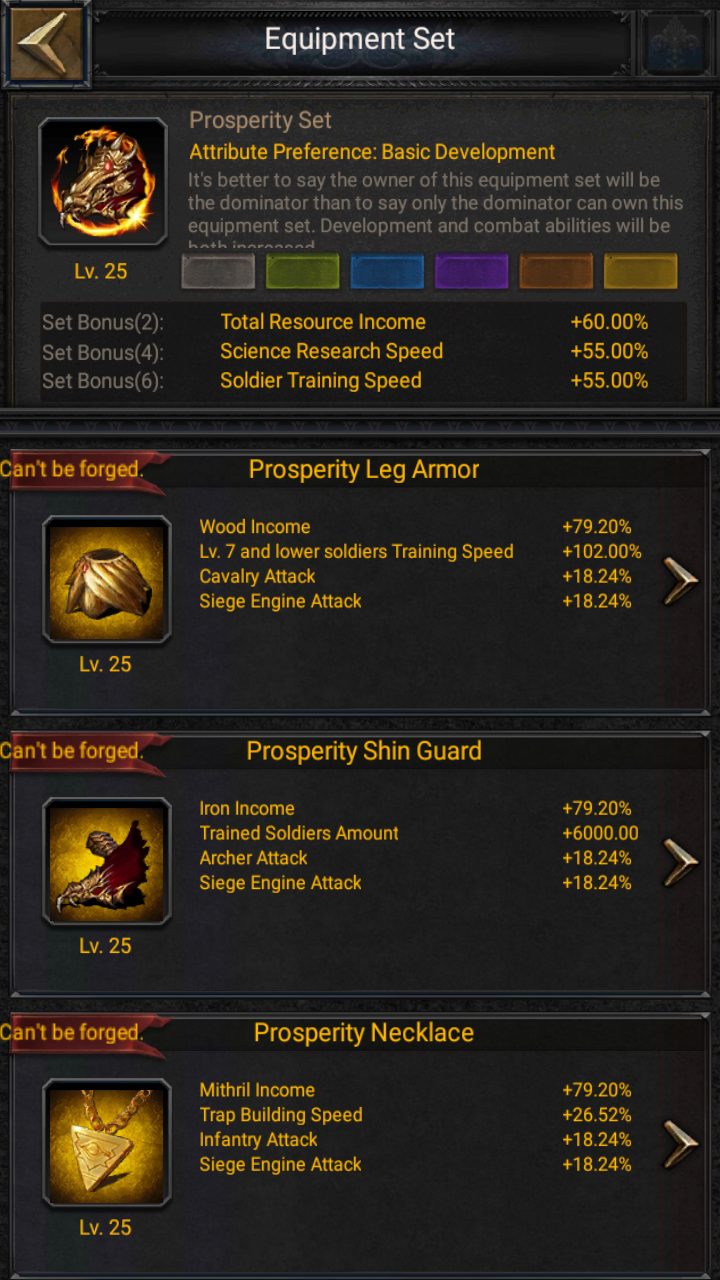 Equipment Set
Prosperity Set
Attribute Preference: Basic Development
It's better to say the owner of this equipment set will be
the dominator than to say only the dominator can own this
equipment set. Development and combat abilities will be
both increased
Lv. 25
Set Bonus(2): Total Resource Income +60.00%
Set Bonus(4): Science Research Speed +55.00%
Set Bonus(6): Soldier Training Speed +55.00%
Can't be forged.
Prosperity Leg Armor
Wood Income +79.20%
Lv. 7 and lower soldiers Training Speed +102.00%
Cavalry Attack +18.24%
Siege Engine Attack +18.24%
Lv. 25
Can't be forged.
Prosperity Shin Guard
Iron Income +79.20%
Trained Soldiers Amount +6000.00
Archer Attack +18.24%
Siege Engine Attack +18.24%
Lv. 25
Can't be forged.
Prosperity Necklace
Mithril Income +79.20%
Trap Building Speed +26.52%
Infantry Attack +18.24%
Siege Engine Attack +18.24%
Lv. 25